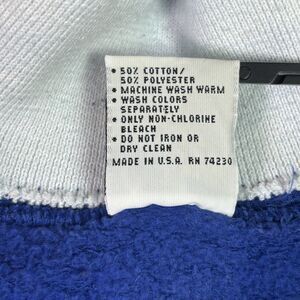 • 50% COTTON/
50% POLYESTER
• MACHINE WASH WARM
• WASH COLORS
SEPARATELY
• ONLY NON-CHLORINE
BLEACH
• DO NOT IRON OR
DRY CLEAN
MADE IN U.S.A. RN 74230